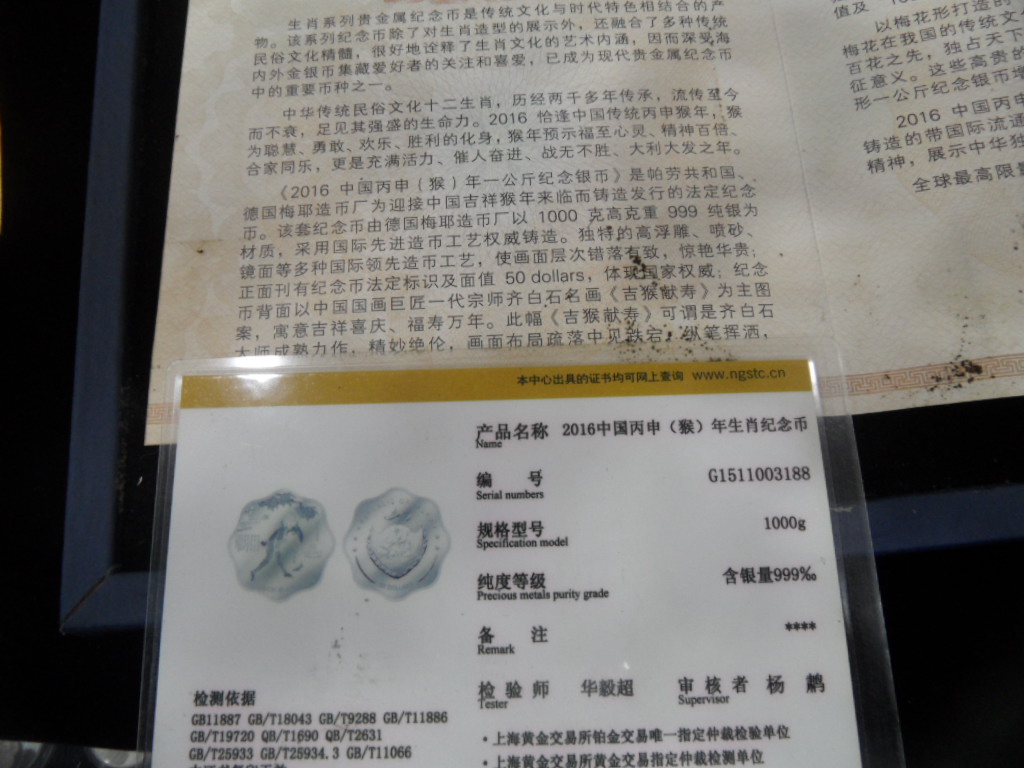 生肖系列贵金属纪念币是传统文化与时代特色相结合的产
物。该系列纪念币除了对生肖造型的展示外，还融合了多种传统
民俗文化精髓，很好地诠释了生肖文化的艺术内涵，因而深受海
内外金银币集藏爱好者的关注和喜爱，已成为现代贵金属纪念币
中的重要币种之一。
中华传统民俗文化十二生肖，历经两千多年传承，流传至今
而不衰，足见其强盛的生命力。2016 恰逢中国传统丙申猴年，猴
为聪慧、勇敢、欢乐、胜利的化身，猴年预示福至心灵、精神百倍、
合家同乐，更是充满活力、催人奋进、战无不胜、大利大发之年。
《2016 中国丙申（猴）年一公斤纪念银币》是帕劳共和国、
德国梅耶造币厂为迎接中国吉祥猴年来临而铸造发行的法定纪念
币。该套纪念币由德国梅耶造币厂以 1000 克高克重 999 纯银为
材质，采用国际先进造币工艺权威铸造。独特的高浮雕、喷砂、
镜面等多种国际领先造币工艺，使画面层次错落有致，惊艳华贵；
正面刊有纪念币法定标识及面值 50 dollars，体现国家权威；纪念
币背面以中国国画巨匠一代宗师齐白石名画《吉猴献寿》为主图
案，寓意吉祥喜庆、福寿万年。此幅《吉猴献寿》可谓是齐白石
大师成熟力作，精妙绝伦，画面布局疏落中见跌宕，纵笔挥洒，
值及
以梅花形打造的
梅花在我国的传统文
百花之先，独占天下
征意义。这些高贵的
形一公斤纪念银币增
2016 中国丙申
铸造的带国际流通
精神，展示中华独
全球最高限量
本中心出具的证书均可网上查询 www.ngstc.cn
产品名称 2016中国丙申（猴）年生肖纪念币
Name
编 号 G1511003188
Serial numbers
规格型号 1000g
Specification model
纯度等级 含银量999‰
Precious metals purity grade
备 注 ****
Remark
检 验 师 华毅超 审 核 者 杨 鹣
Tester Supervisor
检测依据
GB11887 GB/T18043 GB/T9288 GB/T11886
GB/T19720 QB/T1690 QB/T2631
GB/T25933 GB/T25934.3 GB/T11066
·上海黄金交易所铂金交易唯一指定仲裁检验单位
·上海黄金交易所黄金交易指定仲裁检测单位